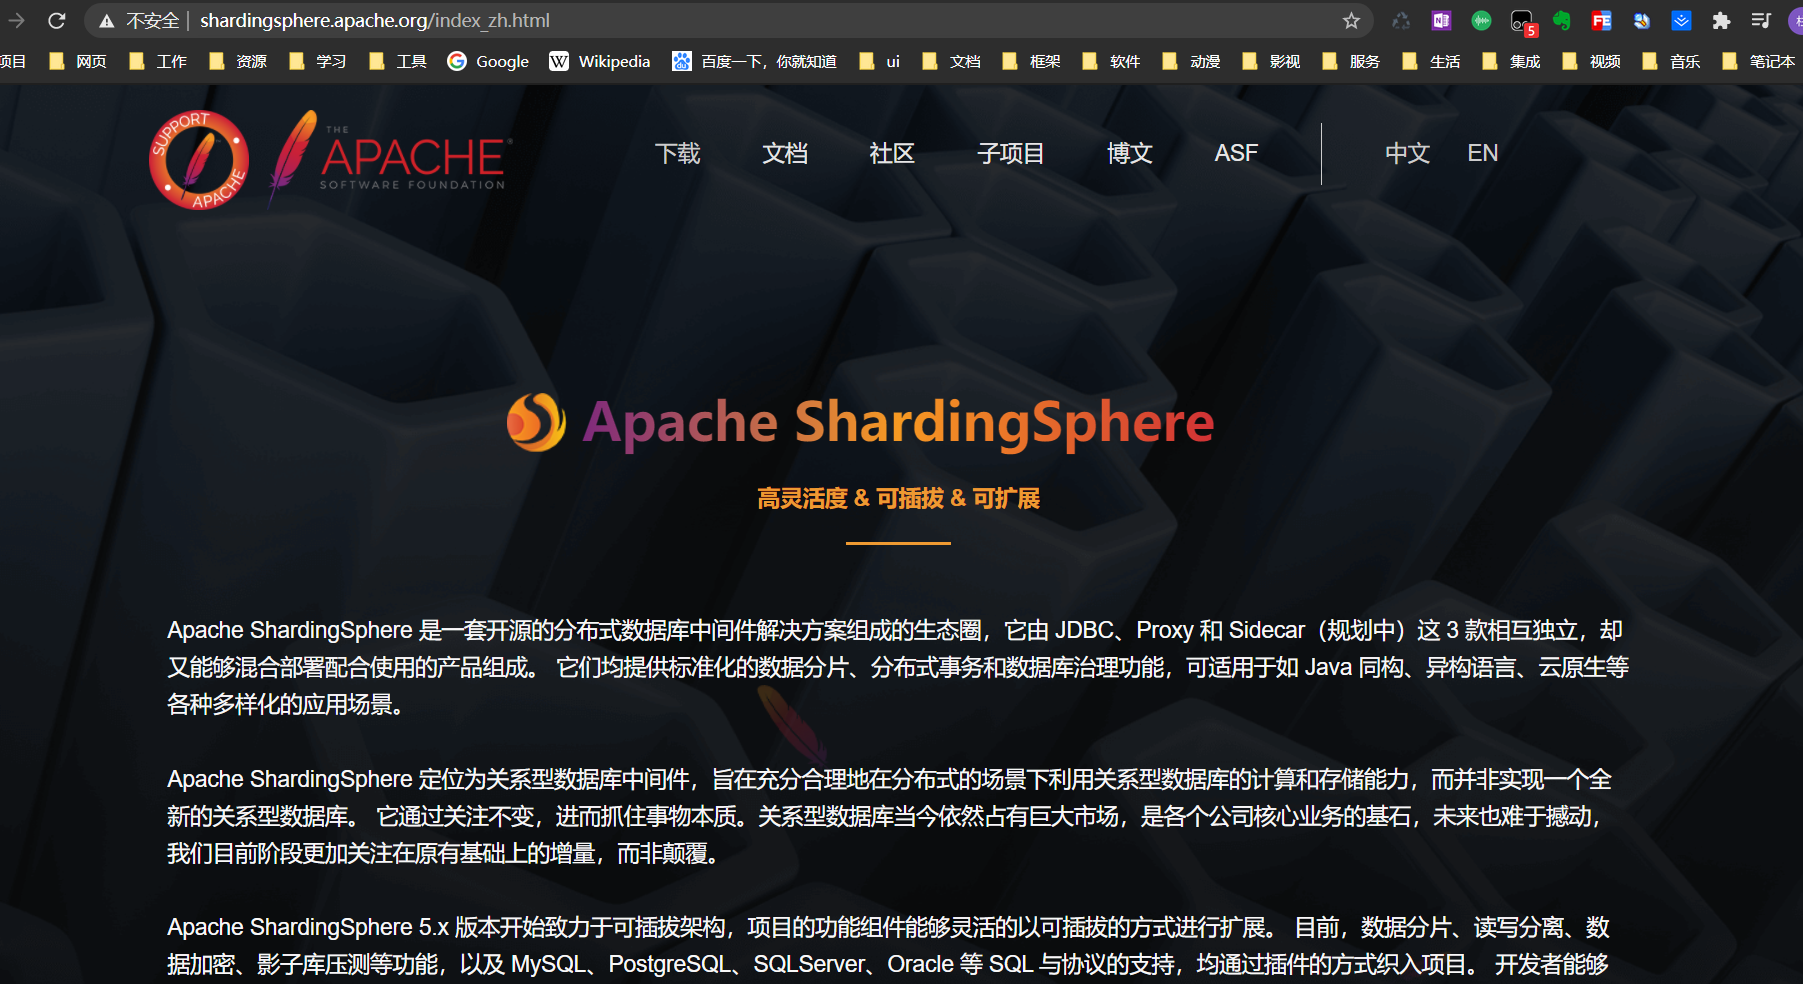 不安全 shardingsphere.apache.org/index_zh.html
5
项目 网页 工作 资源 学习 工具 Google Wikipedia 百度一下，你就知道 ui 文档 框架 软件 动漫 影视 服务 生活 集成 视频 音乐 笔记本
SUPPORT APACHE
THE
APACHE
SOFTWARE FOUNDATION
下载 文档 社区 子项目 博文 ASF 中文 EN
Apache ShardingSphere
高灵活度 & 可插拔 & 可扩展
Apache ShardingSphere 是一套开源的分布式数据库中间件解决方案组成的生态圈，它由 JDBC、Proxy 和 Sidecar（规划中）这 3 款相互独立，却
又能够混合部署配合使用的产品组成。 它们均提供标准化的数据分片、分布式事务和数据库治理功能，可适用于如 Java 同构、异构语言、云原生等
各种多样化的应用场景。
Apache ShardingSphere 定位为关系型数据库中间件，旨在充分合理地在分布式的场景下利用关系型数据库的计算和存储能力，而并非实现一个全
新的关系型数据库。 它通过关注不变，进而抓住事物本质。关系型数据库当今依然占有巨大市场，是各个公司核心业务的基石，未来也难于撼动，
我们目前阶段更加关注在原有基础上的增量，而非颠覆。
Apache ShardingSphere 5.x 版本开始致力于可插拔架构，项目的功能组件能够灵活的以可插拔的方式进行扩展。 目前，数据分片、读写分离、数
据加密、影子库压测等功能，以及 MySQL、PostgreSQL、SQLServer、Oracle 等 SQL 与协议的支持，均通过插件的方式织入项目。 开发者能够